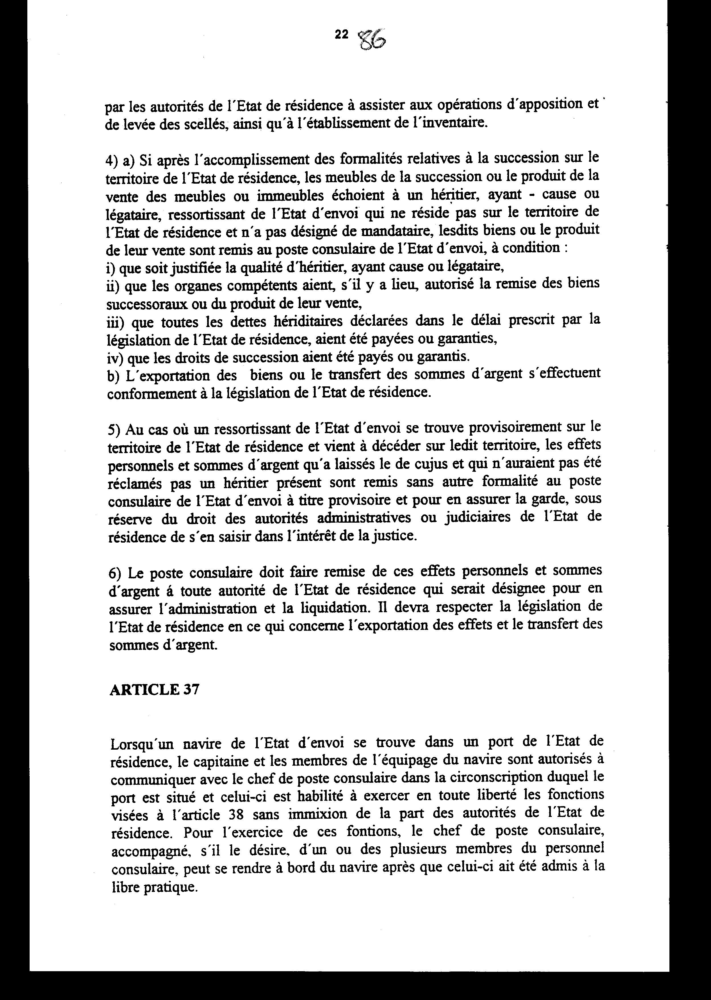 22 86
par les autorités de l´Etat de résidence à assister aux opérations d´apposition et
de levée des scellés, ainsi qu´à l´établissement de l´inventaire.
4) a) Si après l´accomplissement des formalités relatives à la succession sur le
territoire de l´Etat de résidence, les meubles de la succession ou le produit de la
vente des meubles ou immeubles échoient à un héritier, ayant - cause ou
légataire, ressortissant de l´Etat d´envoi qui ne réside pas sur le territoire de
l´Etat de résidence et n´a pas désigné de mandataire, lesdits biens ou le produit
de leur vente sont remis au poste consulaire de l´Etat d´envoi, à condition :
i) que soit justifiée la qualité d´héritier, ayant cause ou légataire,
ii) que les organes compétents aient, s´il y a lieu, autorisé la remise des biens
successoraux ou du produit de leur vente,
iii) que toutes les dettes hériditaires déclarées dans le délai prescrit par la
législation de l´Etat de résidence, aient été payées ou garanties,
iv) que les droits de succession aient été payés ou garantis.
b) L´exportation des biens ou le transfert des sommes d´argent s´effectuent
conformement à la législation de l´Etat de résidence.
5) Au cas où un ressortissant de l´Etat d´envoi se trouve provisoirement sur le
territoire de l´Etat de résidence et vient à décéder sur ledit territoire, les effets
personnels et sommes d´argent qu´a laissés le de cujus et qui n´auraient pas été
réclamés pas un héritier présent sont remis sans autre formalité au poste
consulaire de l´Etat d´envoi à titre provisoire et pour en assurer la garde, sous
réserve du droit des autorités administratives ou judiciaires de l´Etat de
résidence de s´en saisir dans l´intérêt de la justice.
6) Le poste consulaire doit faire remise de ces effets personnels et sommes
d´argent á toute autorité de l´Etat de résidence qui serait désignee pour en
assurer l´administration et la liquidation. Il devra respecter la législation de
l´Etat de résidence en ce qui concerne l´exportation des effets et le transfert des
sommes d´argent.
ARTICLE 37
Lorsqu´un navire de l´Etat d´envoi se trouve dans un port de l´Etat de
résidence, le capitaine et les membres de l´équipage du navire sont autorisés à
communiquer avec le chef de poste consulaire dans la circonscription duquel le
port est situé et celui-ci est habilité à exercer en toute liberté les fonctions
visées à l´article 38 sans immixion de la part des autorités de l´Etat de
résidence. Pour l´exercice de ces fontions, le chef de poste consulaire,
accompagné, s´il le désire, d´un ou des plusieurs membres du personnel
consulaire, peut se rendre à bord du navire après que celui-ci ait été admis à la
libre pratique.